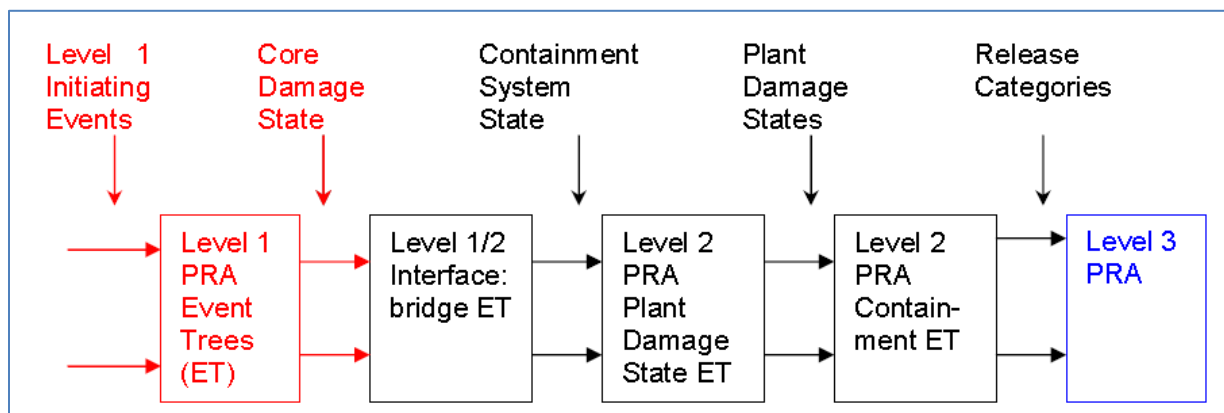 Level 1
Initiating
Events
Core
Damage
State
Containment
System
State
Plant
Damage
States
Release
Categories
Level 1
PRA
Event
Trees
(ET)
Level 1/2
Interface:
bridge ET
Level 2
PRA
Plant
Damage
State ET
Level 2
PRA
Contain-
ment ET
Level 3
PRA